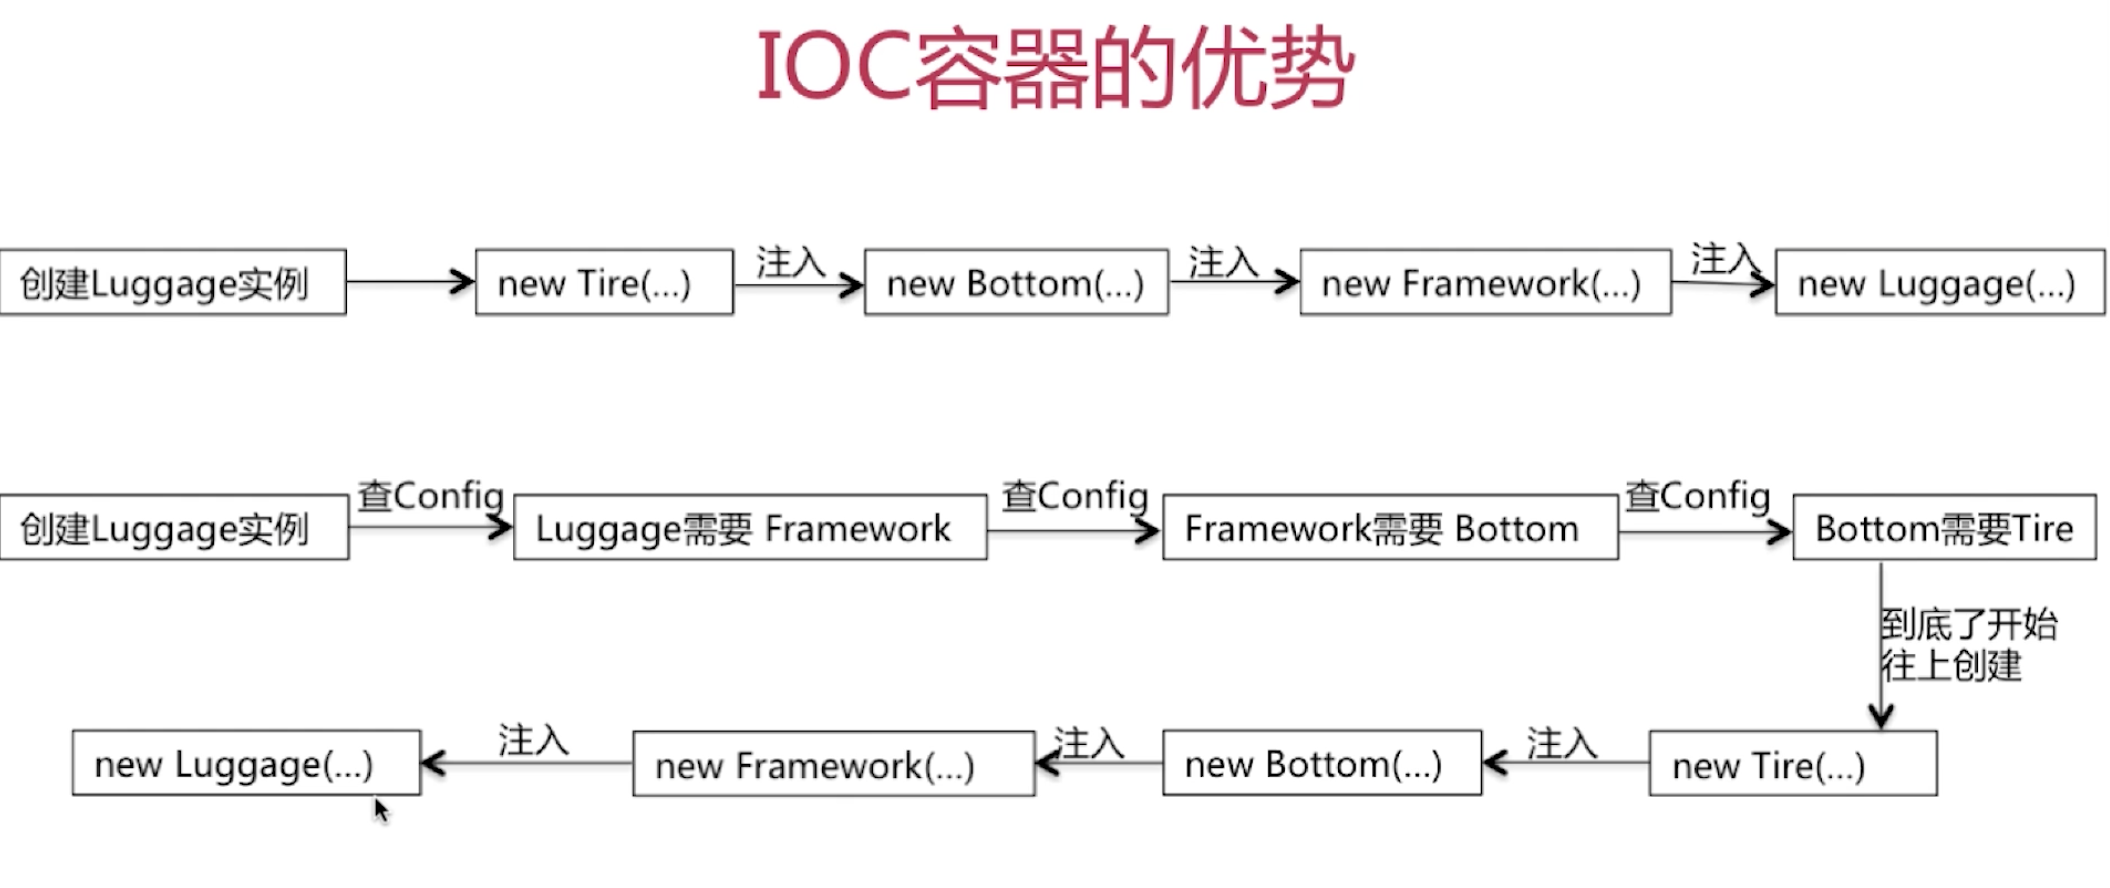 IOC容器的优势
注入
注入
注入
创建Luggage实例
new Tire(...)
new Bottom(...)
new Framework(...)
new Luggage(...)
查Config
查Config
查Config
创建Luggage实例
Luggage需要 Framework
Framework需要 Bottom
Bottom需要Tire
到底了开始
往上创建
注入
注入
注入
new Luggage(...)
new Framework(...)
new Bottom(...)
new Tire(...)